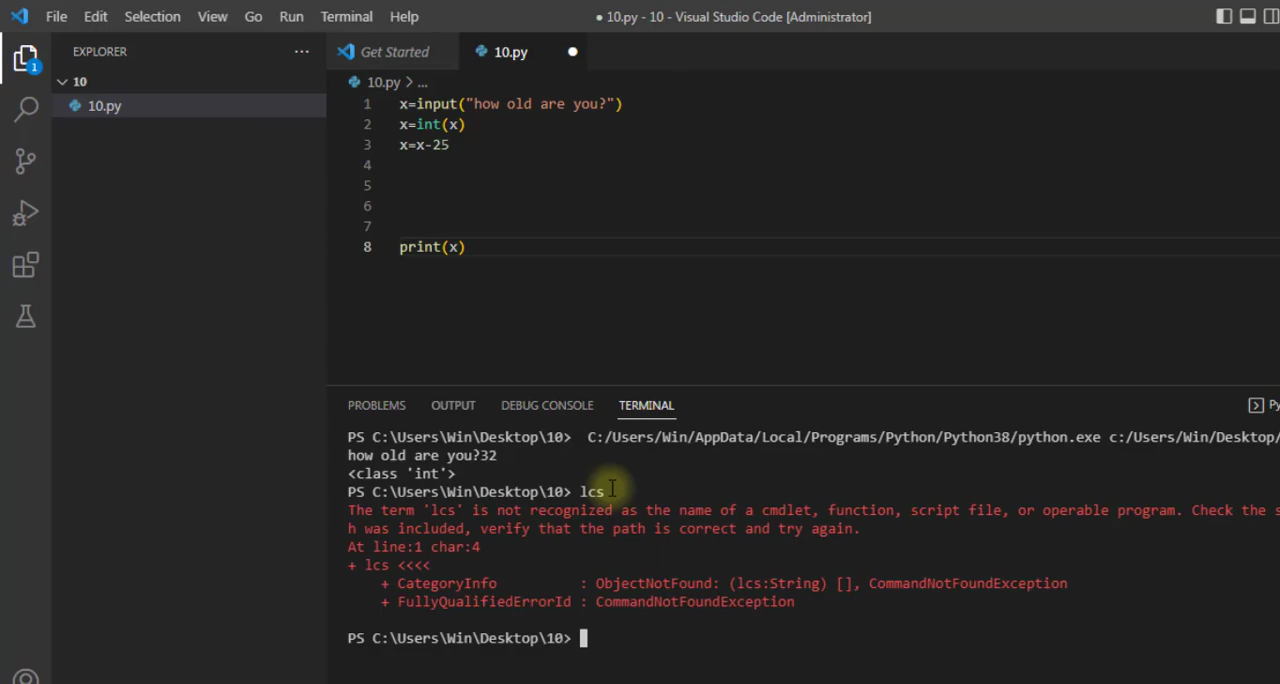 File Edit Selection View Go Run Terminal Help
● 10.py - 10 - Visual Studio Code [Administrator]
EXPLORER ···
Get Started
10.py
1
10
10.py
10.py > ...
1 x=input("how old are you?")
2 x=int(x)
3 x=x-25
4
5
6
7
8 print(x)
PROBLEMS OUTPUT DEBUG CONSOLE TERMINAL
PS C:\Users\Win\Desktop\10>  C:/Users/Win/AppData/Local/Programs/Python/Python38/python.exe c:/Users/Win/Desktop/
how old are you?32
<class 'int'>
PS C:\Users\Win\Desktop\10> lcs
The term 'lcs' is not recognized as the name of a cmdlet, function, script file, or operable program. Check the
h was included, verify that the path is correct and try again.
At line:1 char:4
+ lcs <<<<
+ CategoryInfo : ObjectNotFound: (lcs:String) [], CommandNotFoundException
+ FullyQualifiedErrorId : CommandNotFoundException
PS C:\Users\Win\Desktop\10>